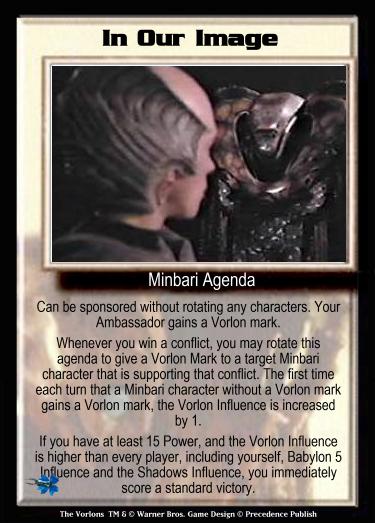 In Our Image
Minbari Agenda
Can be sponsored without rotating any characters. Your
Ambassador gains a Vorlon mark.
Whenever you win a conflict, you may rotate this
agenda to give a Vorlon Mark to a target Minbari
character that is supporting that conflict. The first time
each turn that a Minbari character without a Vorlon mark
gains a Vorlon mark, the Vorlon Influence is increased
by 1.
If you have at least 15 Power, and the Vorlon Influence
is higher than every player, including yourself, Babylon 5
Influence and the Shadows Influence, you immediately
score a standard victory.
The Vorlons TM & © Warner Bros. Game Design © Precedence Publish